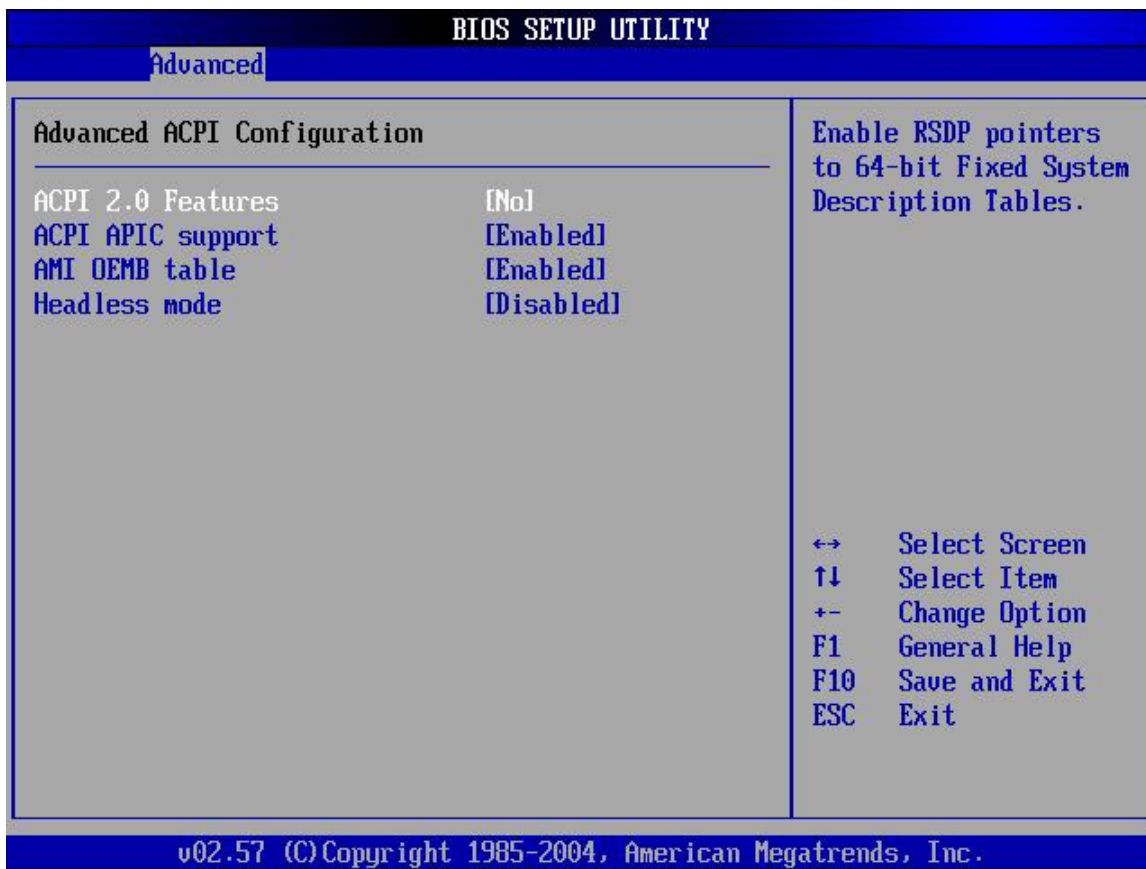 BIOS SETUP UTILITY
Advanced
Advanced ACPI Configuration
ACPI 2.0 Features [No]
ACPI APIC support [Enabled]
AMI OEMB table [Enabled]
Headless mode [Disabled]
Enable RSDP pointers
to 64-bit Fixed System
Description Tables.
←→ Select Screen
↑↓ Select Item
+- Change Option
F1 General Help
F10 Save and Exit
ESC Exit
v02.57 (C)Copyright 1985-2004, American Megatrends, Inc.